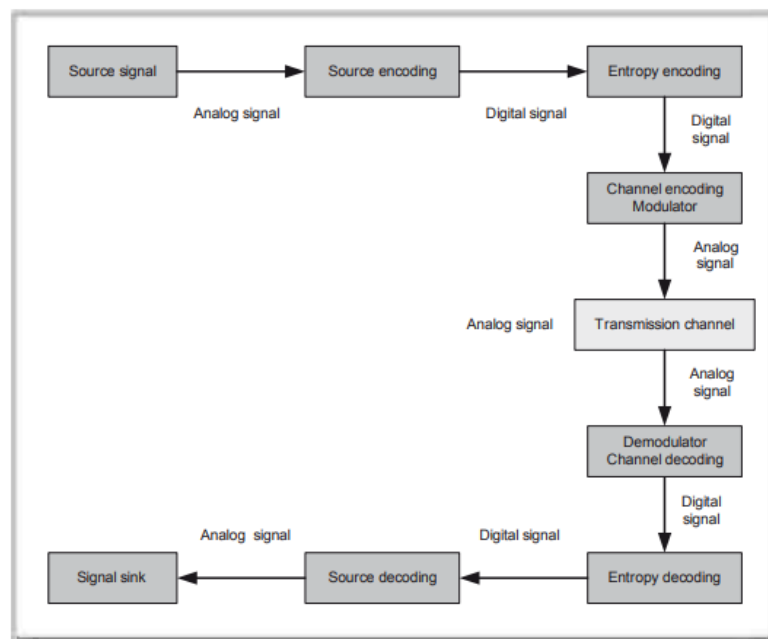 Source signal
Analog signal
Source encoding
Digital signal
Entropy encoding
Digital
signal
Channel encoding
Modulator
Analog
signal
Analog signal
Transmission channel
Analog
signal
Demodulator
Channel decoding
Digital
signal
Entropy decoding
Digital signal
Source decoding
Analog signal
Signal sink